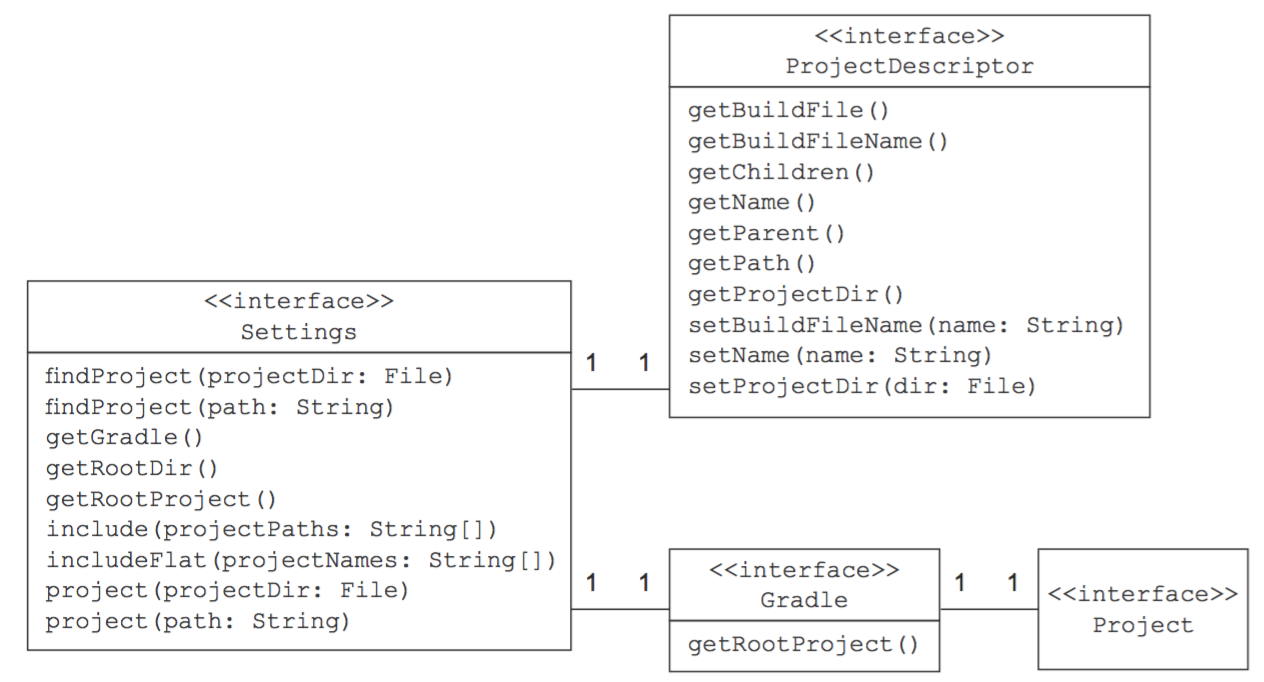 <<interface>>
ProjectDescriptor
getBuildFile()
getBuildFileName()
getChildren()
getName()
getParent()
getPath()
getProjectDir()
setBuildFileName(name: String)
setName(name: String)
setProjectDir(dir: File)
<<interface>>
Settings
findProject(projectDir: File)
findProject(path: String)
getGradle()
getRootDir()
getRootProject()
include(projectPaths: String[])
includeFlat(projectNames: String[])
project(projectDir: File)
project(path: String)
1 1
1 1
<<interface>>
Gradle
getRootProject()
1 1
<<interface>>
Project